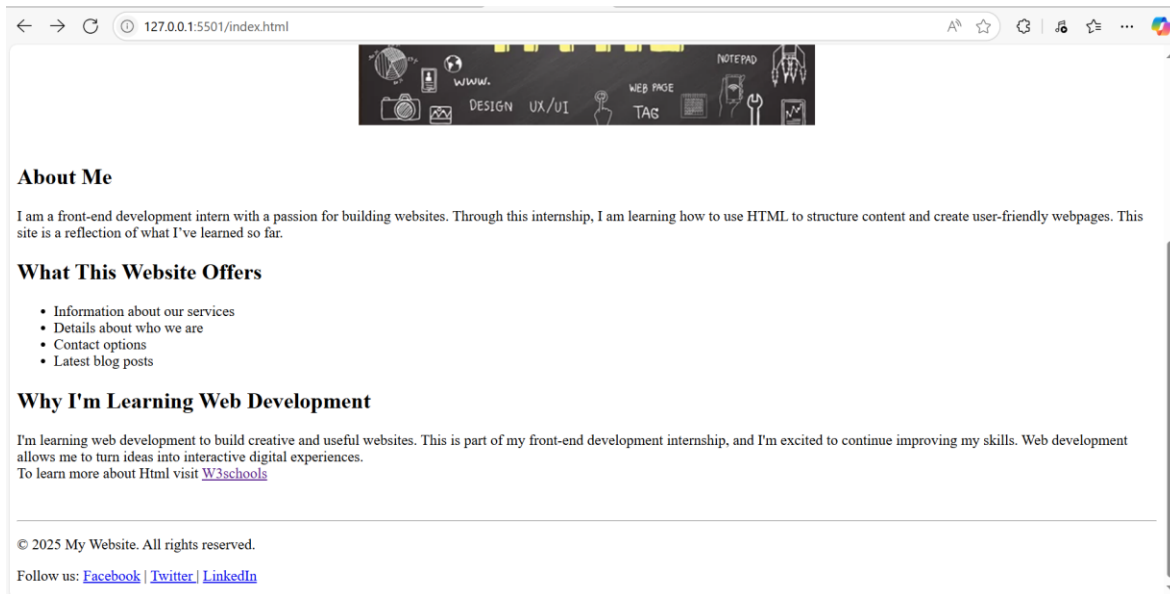 127.0.0.1:5501/index.html
NOTEPAD
www.
WEB PAGE
DESIGN UX/UI
TAG
About Me
I am a front-end development intern with a passion for building websites. Through this internship, I am learning how to use HTML to structure content and create user-friendly webpages. This
site is a reflection of what I’ve learned so far.
What This Website Offers
• Information about our services
• Details about who we are
• Contact options
• Latest blog posts
Why I'm Learning Web Development
I'm learning web development to build creative and useful websites. This is part of my front-end development internship, and I'm excited to continue improving my skills. Web development
allows me to turn ideas into interactive digital experiences.
To learn more about Html visit W3schools
© 2025 My Website. All rights reserved.
Follow us: Facebook | Twitter | LinkedIn